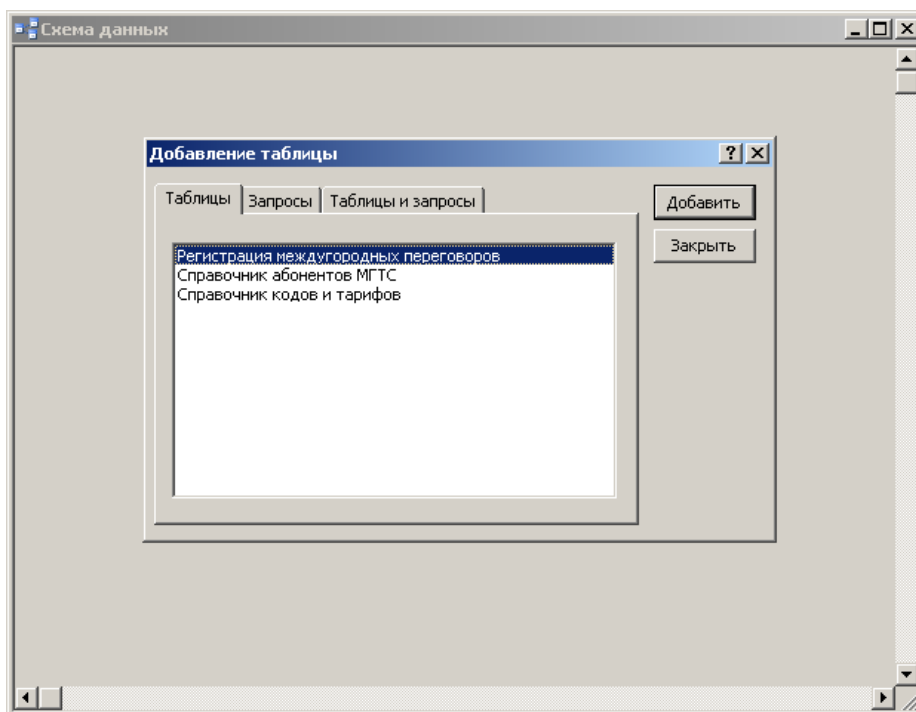 Схема данных
Добавление таблицы
Таблицы Запросы Таблицы и запросы
Добавить
Закрыть
Регистрация междугородных переговоров
Справочник абонентов МГТС
Справочник кодов и тарифов